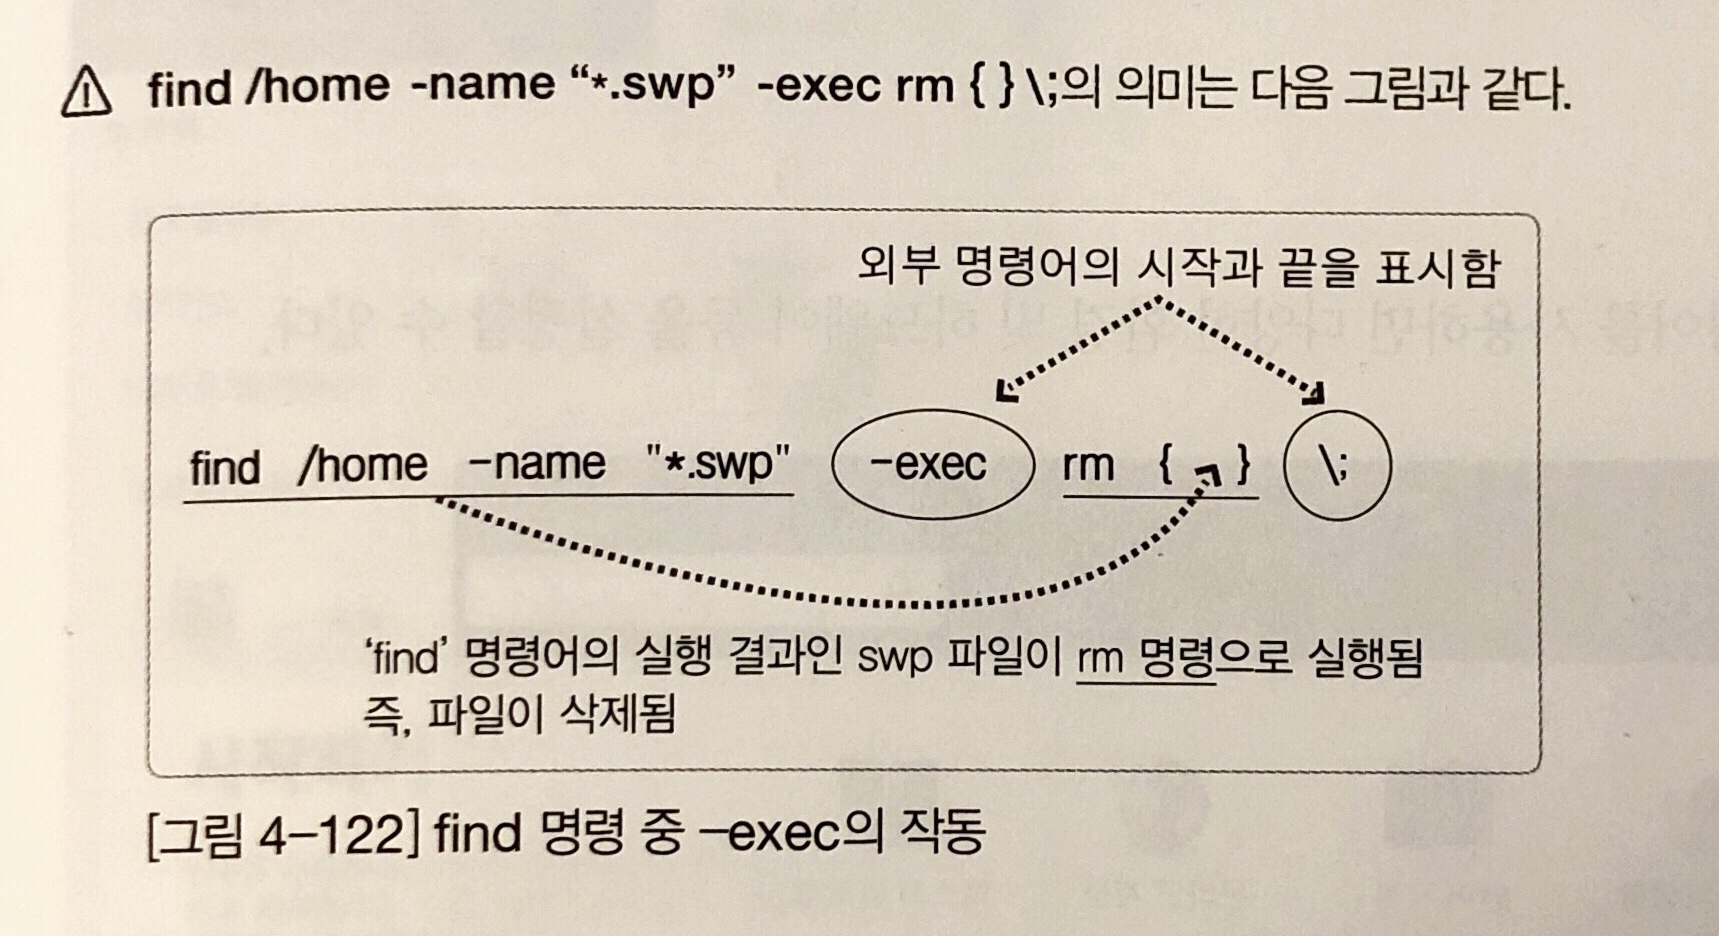 find /home -name “*.swp” -exec rm { } \;의 의미는 다음 그림과 같다.
외부 명령어의 시작과 끝을 표시함
find /home -name "*.swp" -exec rm { } \;
‘find’ 명령어의 실행 결과인 swp 파일이 rm 명령으로 실행됨
즉, 파일이 삭제됨
[그림 4-122] find 명령 중 -exec의 작동